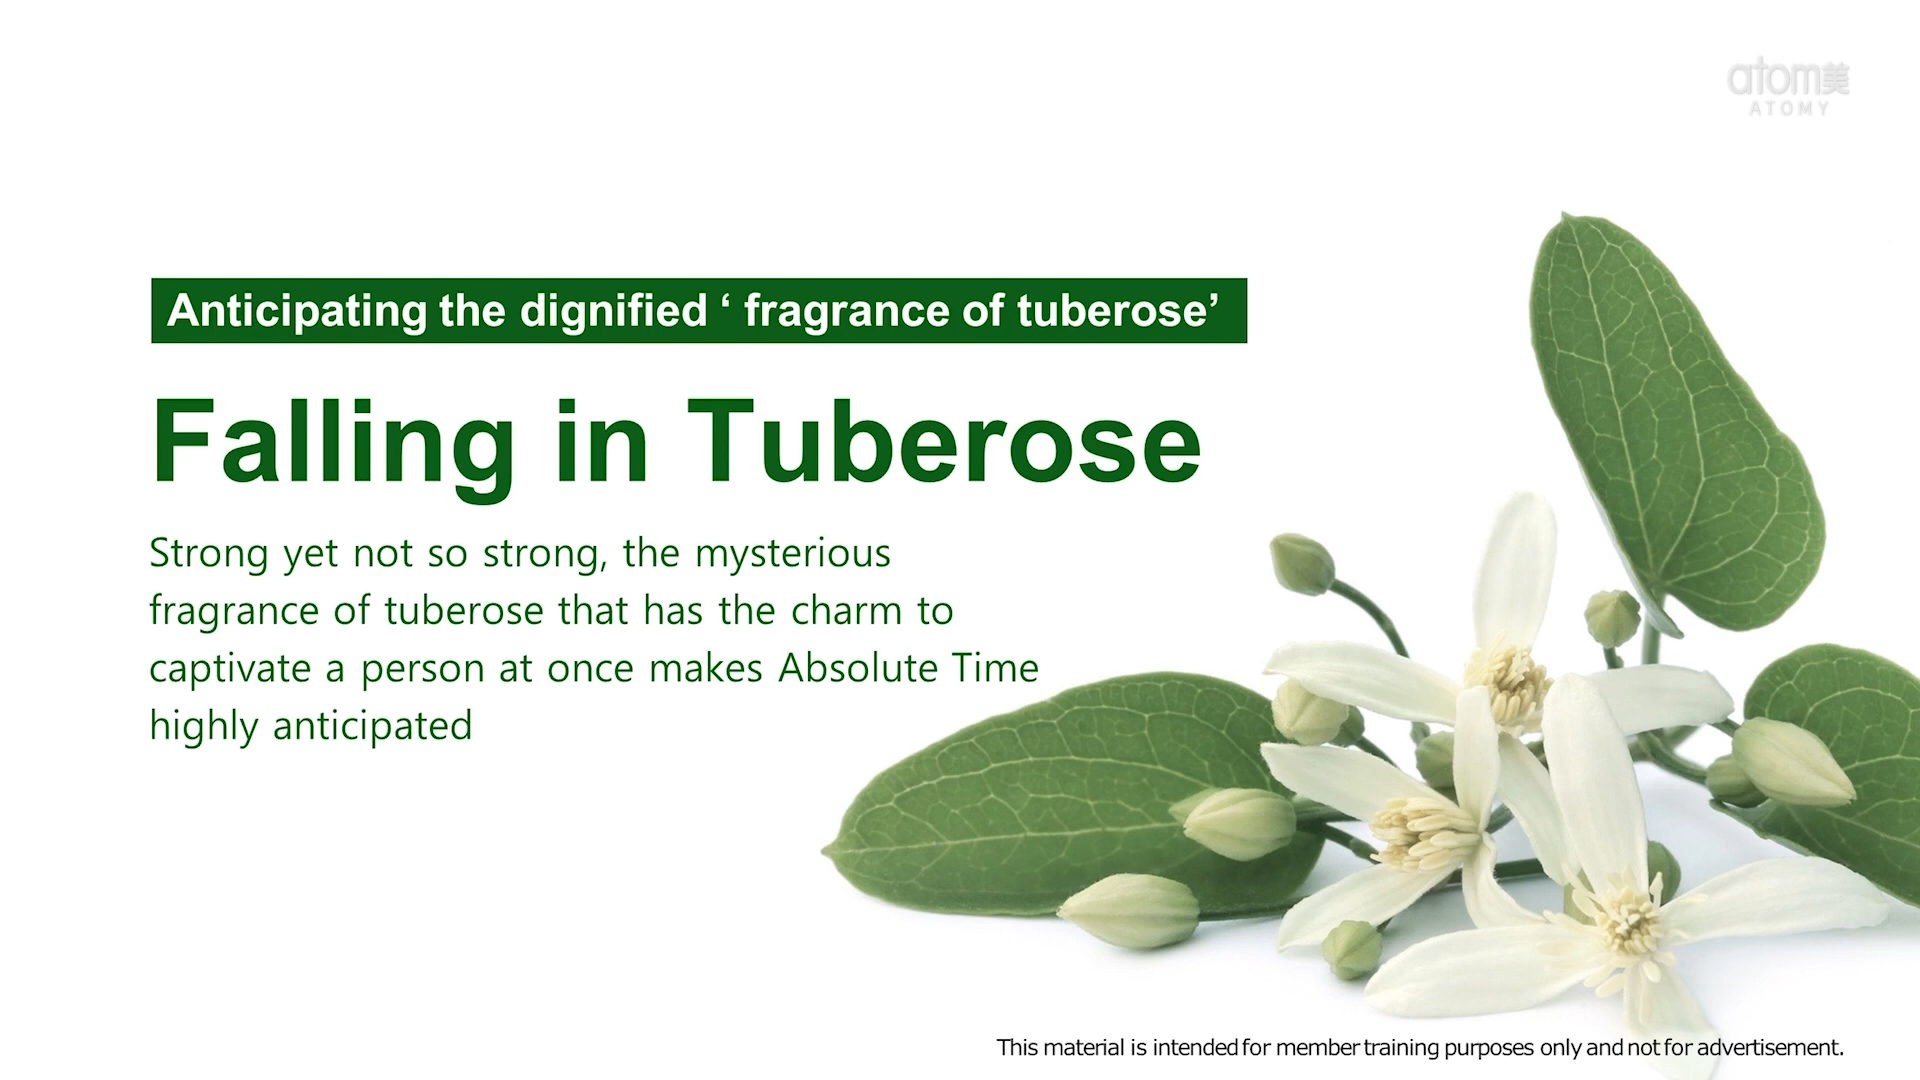 atom美
ATOMY
Anticipating the dignified ‘ fragrance of tuberose’
Falling in Tuberose
Strong yet not so strong, the mysterious
fragrance of tuberose that has the charm to
captivate a person at once makes Absolute Time
highly anticipated
This material is intended for member training purposes only and not for advertisement.